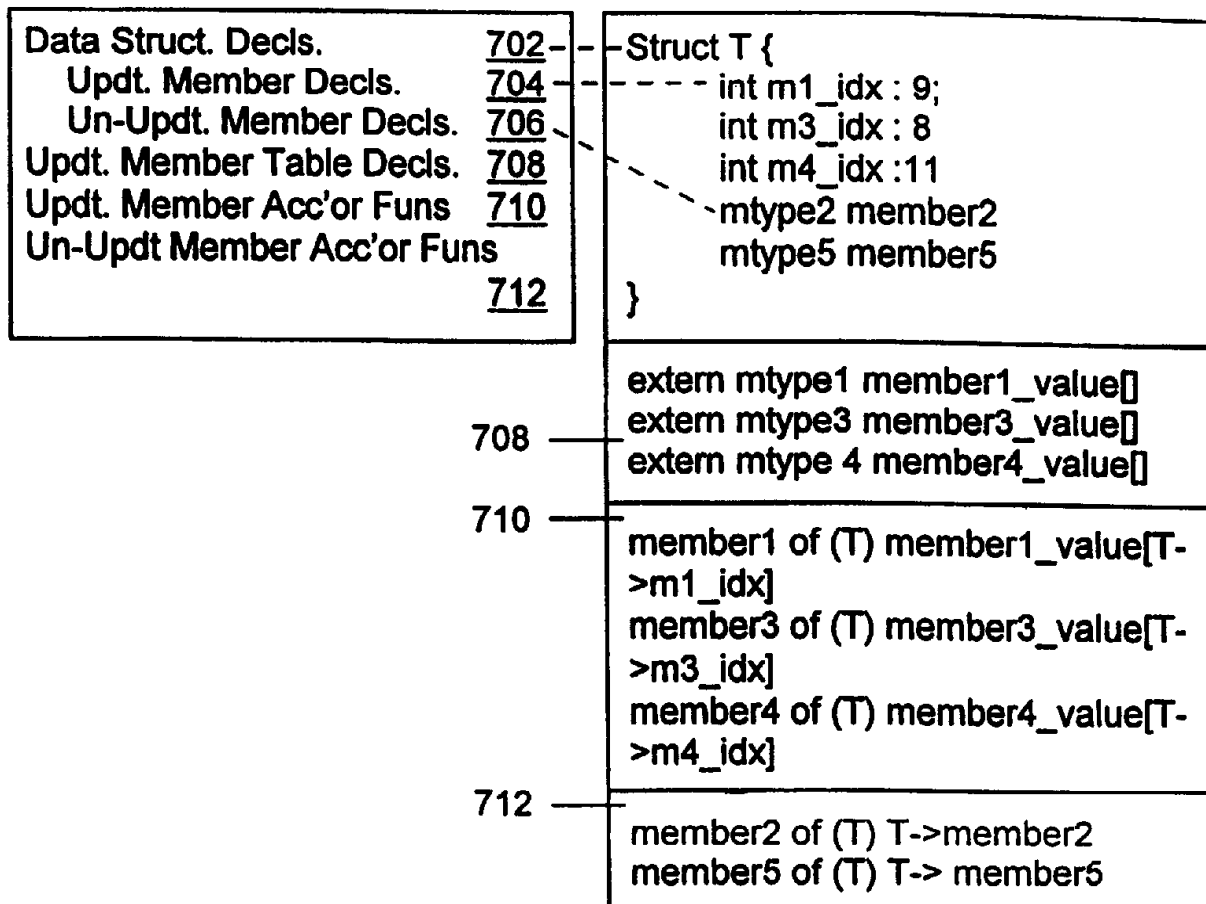 Data Struct. Decls. 702
Updt. Member Decls. 704
Un-Updt. Member Decls. 706
Updt. Member Table Decls. 708
Updt. Member Acc'or Funs 710
Un-Updt Member Acc'or Funs
712
Struct T {
int m1_idx : 9;
int m3_idx : 8
int m4_idx :11
mtype2 member2
mtype5 member5
}
708
extern mtype1 member1_value[]
extern mtype3 member3_value[]
extern mtype 4 member4_value[]
710
member1 of (T) member1_value[T-
>m1_idx]
member3 of (T) member3_value[T-
>m3_idx]
member4 of (T) member4_value[T-
>m4_idx]
712
member2 of (T) T->member2
member5 of (T) T-> member5